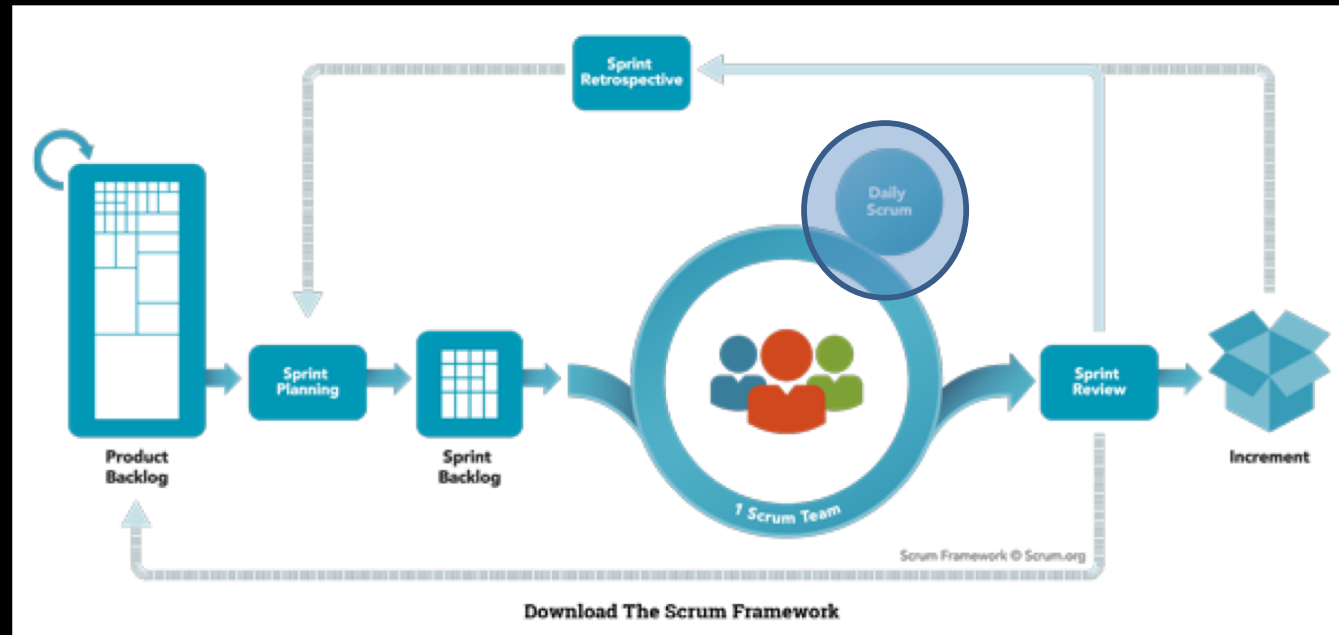 Sprint
Retrospective
Daily
Scrum
Sprint
Planning
Sprint
Review
Product
Backlog
Sprint
Backlog
Increment
1 Scrum Team
Scrum Framework © Scrum.org
Download The Scrum Framework